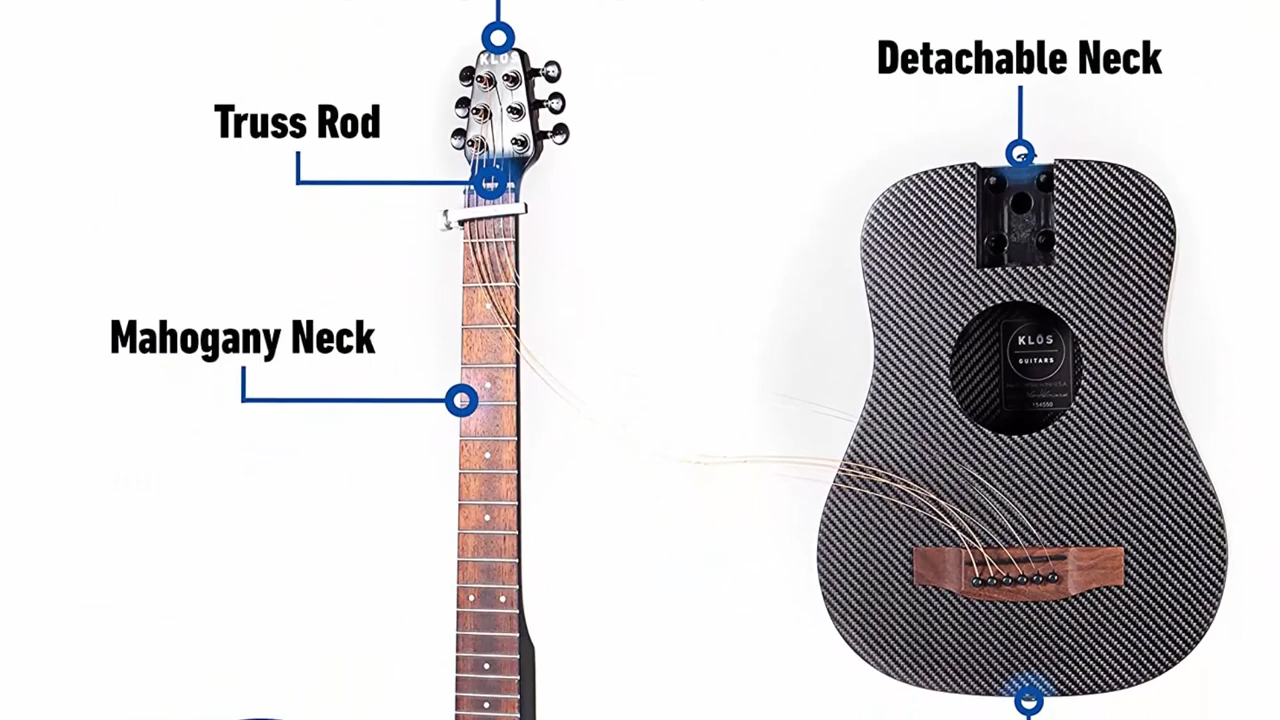 KLŌS
Detachable Neck
Truss Rod
Mahogany Neck
KLŌS
GUITARS